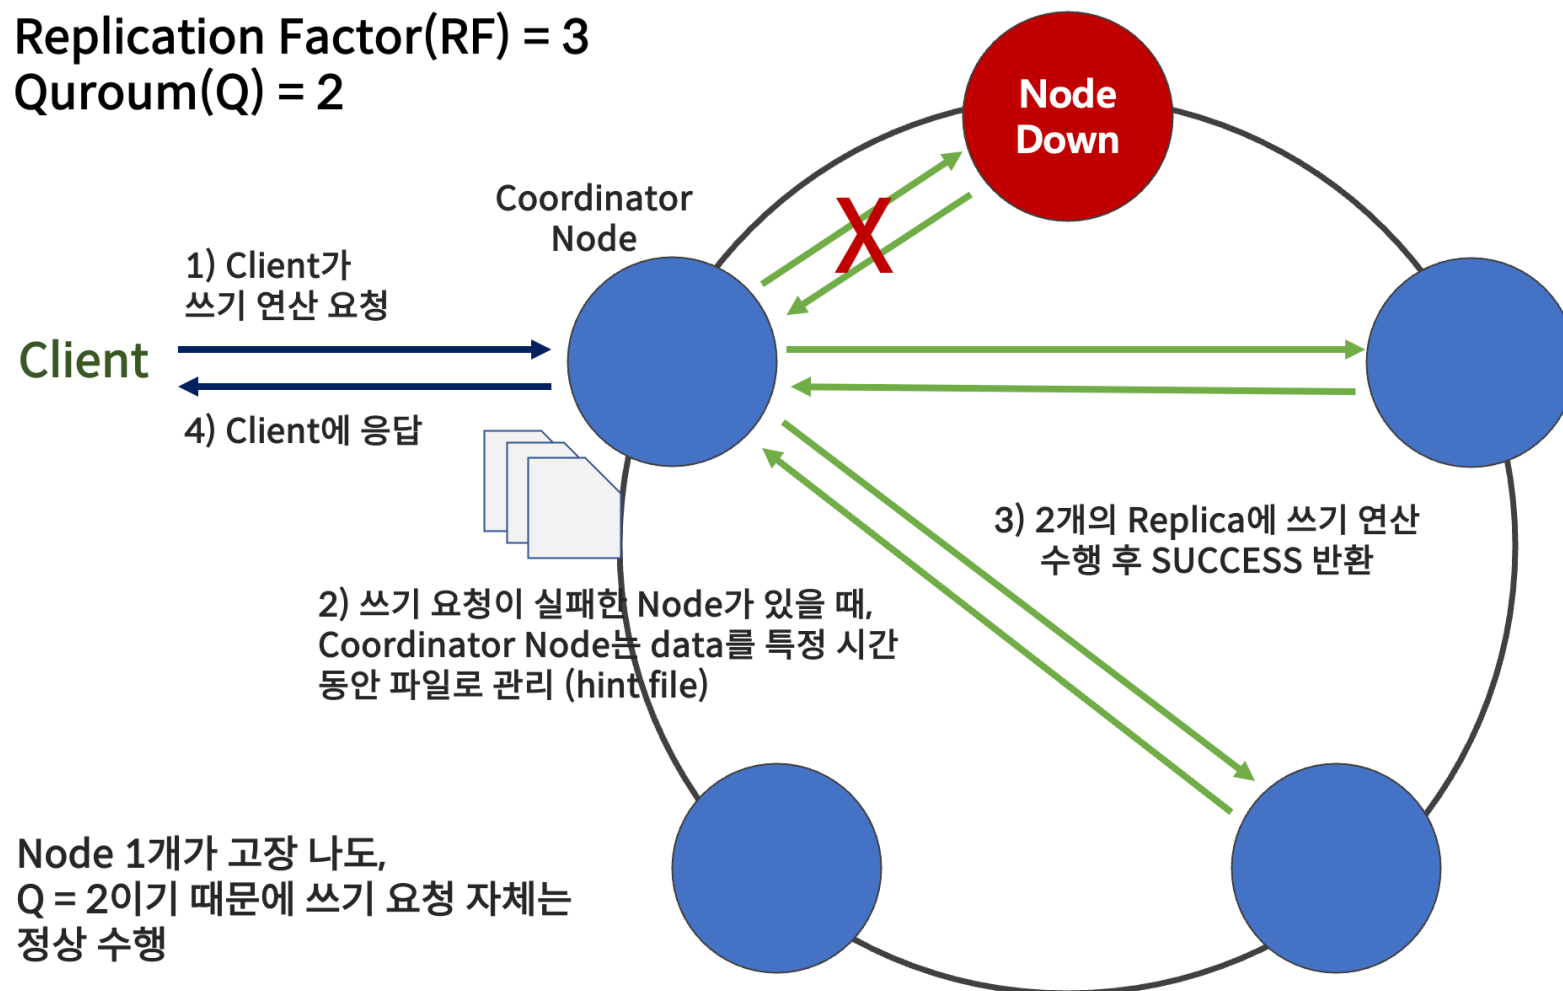 Replication Factor(RF) = 3
Quroum(Q) = 2
Node
Down
Coordinator
Node
1) Client가
쓰기 연산 요청
Client
4) Client에 응답
3) 2개의 Replica에 쓰기 연산
수행 후 SUCCESS 반환
2) 쓰기 요청이 실패한 Node가 있을 때,
Coordinator Node는 data를 특정 시간
동안 파일로 관리 (hint file)
Node 1개가 고장 나도,
Q = 2이기 때문에 쓰기 요청 자체는
정상 수행
X